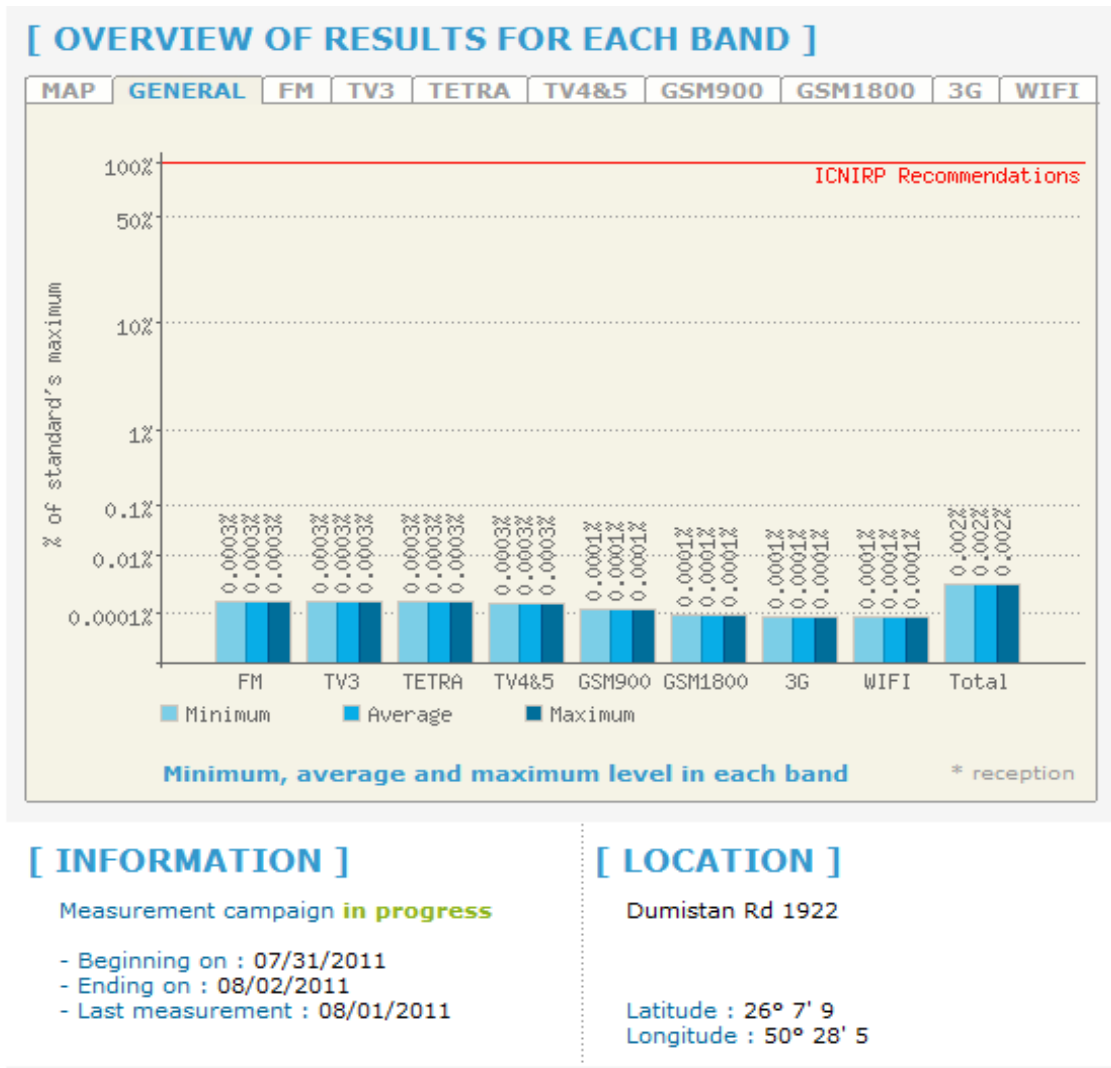 [ OVERVIEW OF RESULTS FOR EACH BAND ]
MAP GENERAL FM TV3 TETRA TV4&5 GSM900 GSM1800 3G WIFI
100%
ICNIRP Recommendations
50%
10%
1%
0.1%
0.01%
0.0001%
% of standard's maximum
0.0003% 0.0003% 0.0003% 0.0003% 0.0003% 0.0003% 0.0003% 0.0003% 0.0003% 0.0003% 0.0003% 0.0003% 0.0001% 0.0001% 0.0001% 0.0001% 0.0001% 0.0001% 0.0001% 0.0001% 0.0001% 0.0001% 0.0001% 0.0001% 0.002% 0.002% 0.002%
FM TV3 TETRA TV4&5 GSM900 GSM1800 3G WIFI Total
Minimum Average Maximum
Minimum, average and maximum level in each band * reception
[ INFORMATION ]
Measurement campaign in progress
- Beginning on : 07/31/2011
- Ending on : 08/02/2011
- Last measurement : 08/01/2011
[ LOCATION ]
Dumistan Rd 1922
Latitude : 26º 7' 9
Longitude : 50º 28' 5